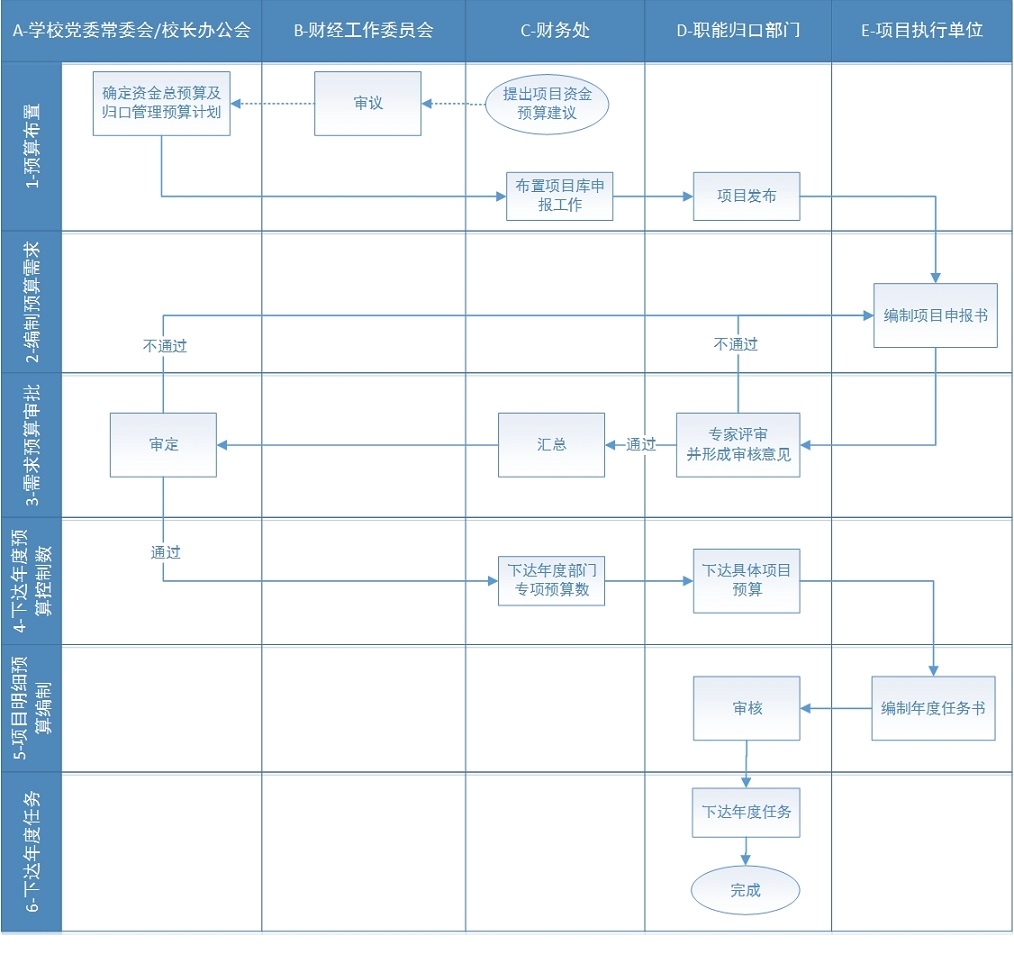 A-学校党委常委会/校长办公会
B-财经工作委员会
C-财务处
D-职能归口部门
E-项目执行单位
1-预算布置
确定资金总预算及
归口管理预算计划
审议
提出项目资金
预算建议
布置项目库申
报工作
项目发布
2-编制预算需求
编制项目申报书
不通过
不通过
3-需求预算审批
审定
汇总
通过
专家评审
并形成审核意见
4-下达年度预
算控制数
通过
下达年度部门
专项预算数
下达具体项目
预算
5-项目明细预
算编制
审核
编制年度任务书
6-下达年度任务
下达年度任务
完成